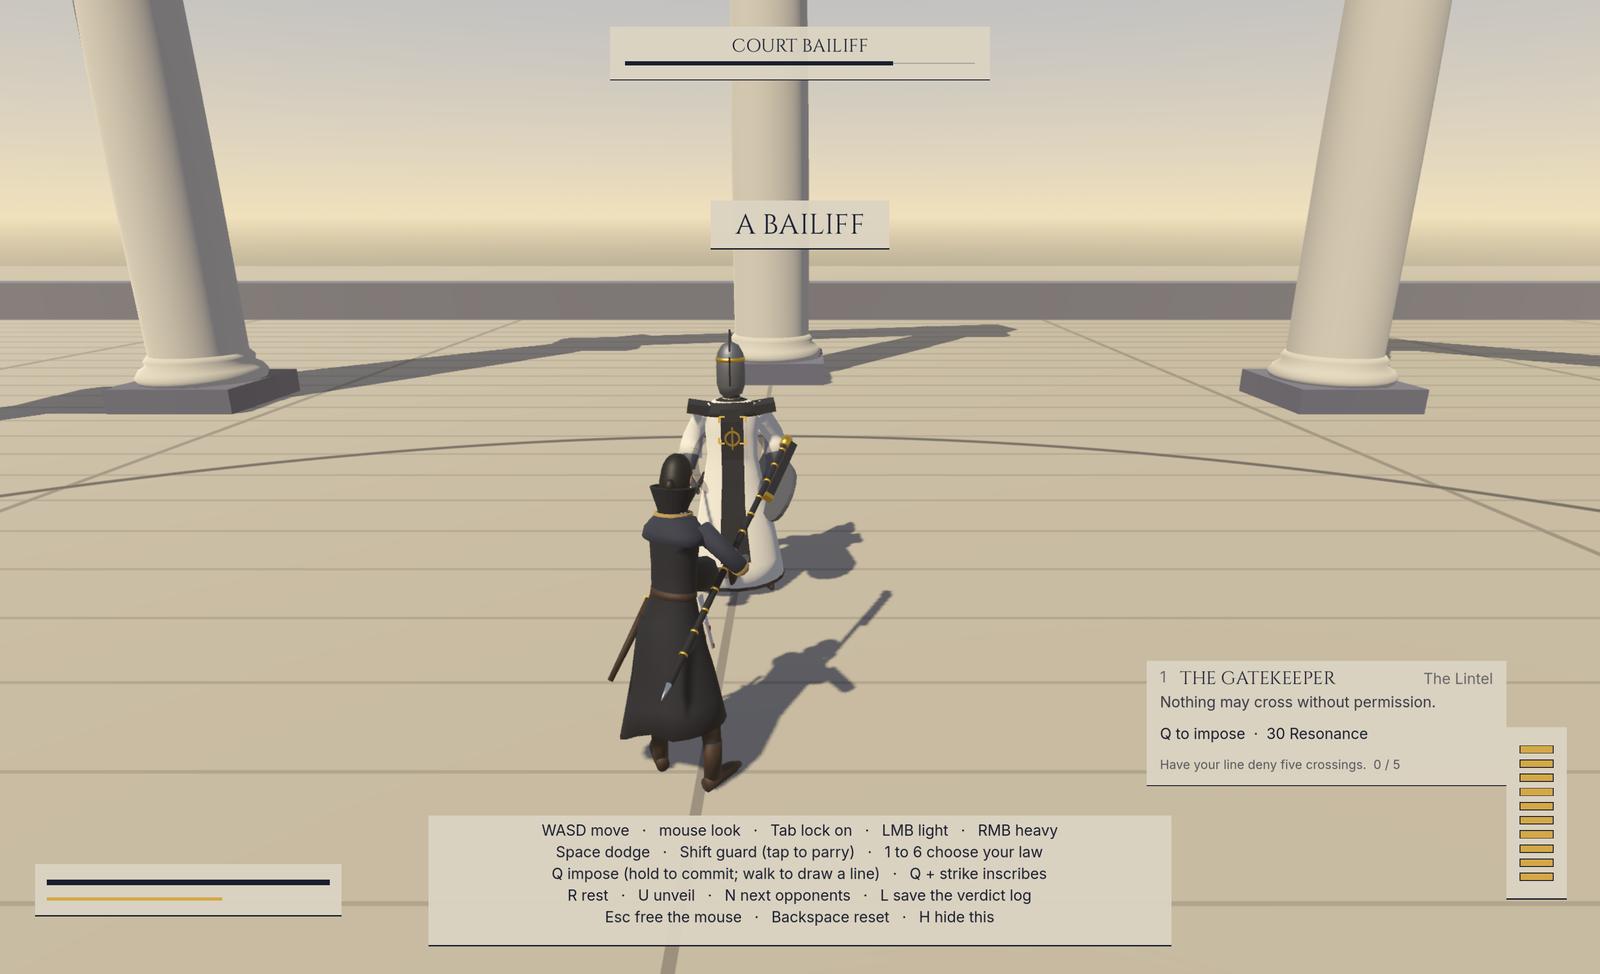 COURT BAILIFF
A BAILIFF
1 THE GATEKEEPER The Lintel
Nothing may cross without permission.
Q to impose · 30 Resonance
Have your line deny five crossings. 0 / 5
WASD move · mouse look · Tab lock on · LMB light · RMB heavy
Space dodge · Shift guard (tap to parry) · 1 to 6 choose your law
Q impose (hold to commit; walk to draw a line) · Q + strike inscribes
R rest · U unveil · N next opponents · L save the verdict log
Esc free the mouse · Backspace reset · H hide this